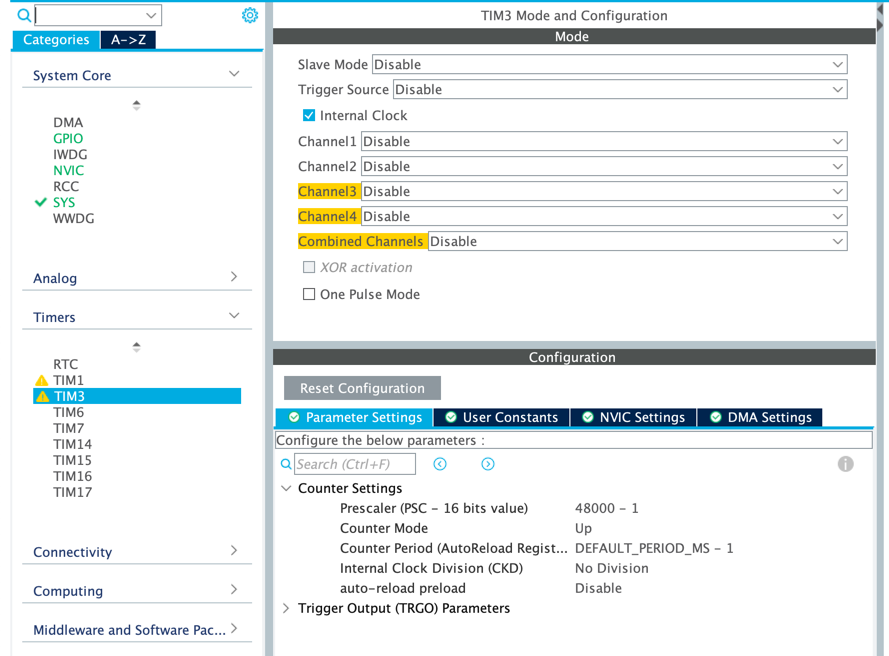 Categories
A->Z
System Core
DMA
GPIO
IWDG
NVIC
RCC
SYS
WWDG
Analog
Timers
RTC
TIM1
TIM3
TIM6
TIM7
TIM14
TIM15
TIM16
TIM17
Connectivity
Computing
Middleware and Software Pac...
TIM3 Mode and Configuration
Mode
Slave Mode Disable
Trigger Source Disable
Internal Clock
Channel1 Disable
Channel2 Disable
Channel3 Disable
Channel4 Disable
Combined Channels Disable
XOR activation
One Pulse Mode
Configuration
Reset Configuration
Parameter Settings User Constants NVIC Settings DMA Settings
Configure the below parameters :
Search (Ctrl+F)
Counter Settings
Prescaler (PSC - 16 bits value) 48000 - 1
Counter Mode Up
Counter Period (AutoReload Regist... DEFAULT_PERIOD_MS - 1
Internal Clock Division (CKD) No Division
auto-reload preload Disable
Trigger Output (TRGO) Parameters